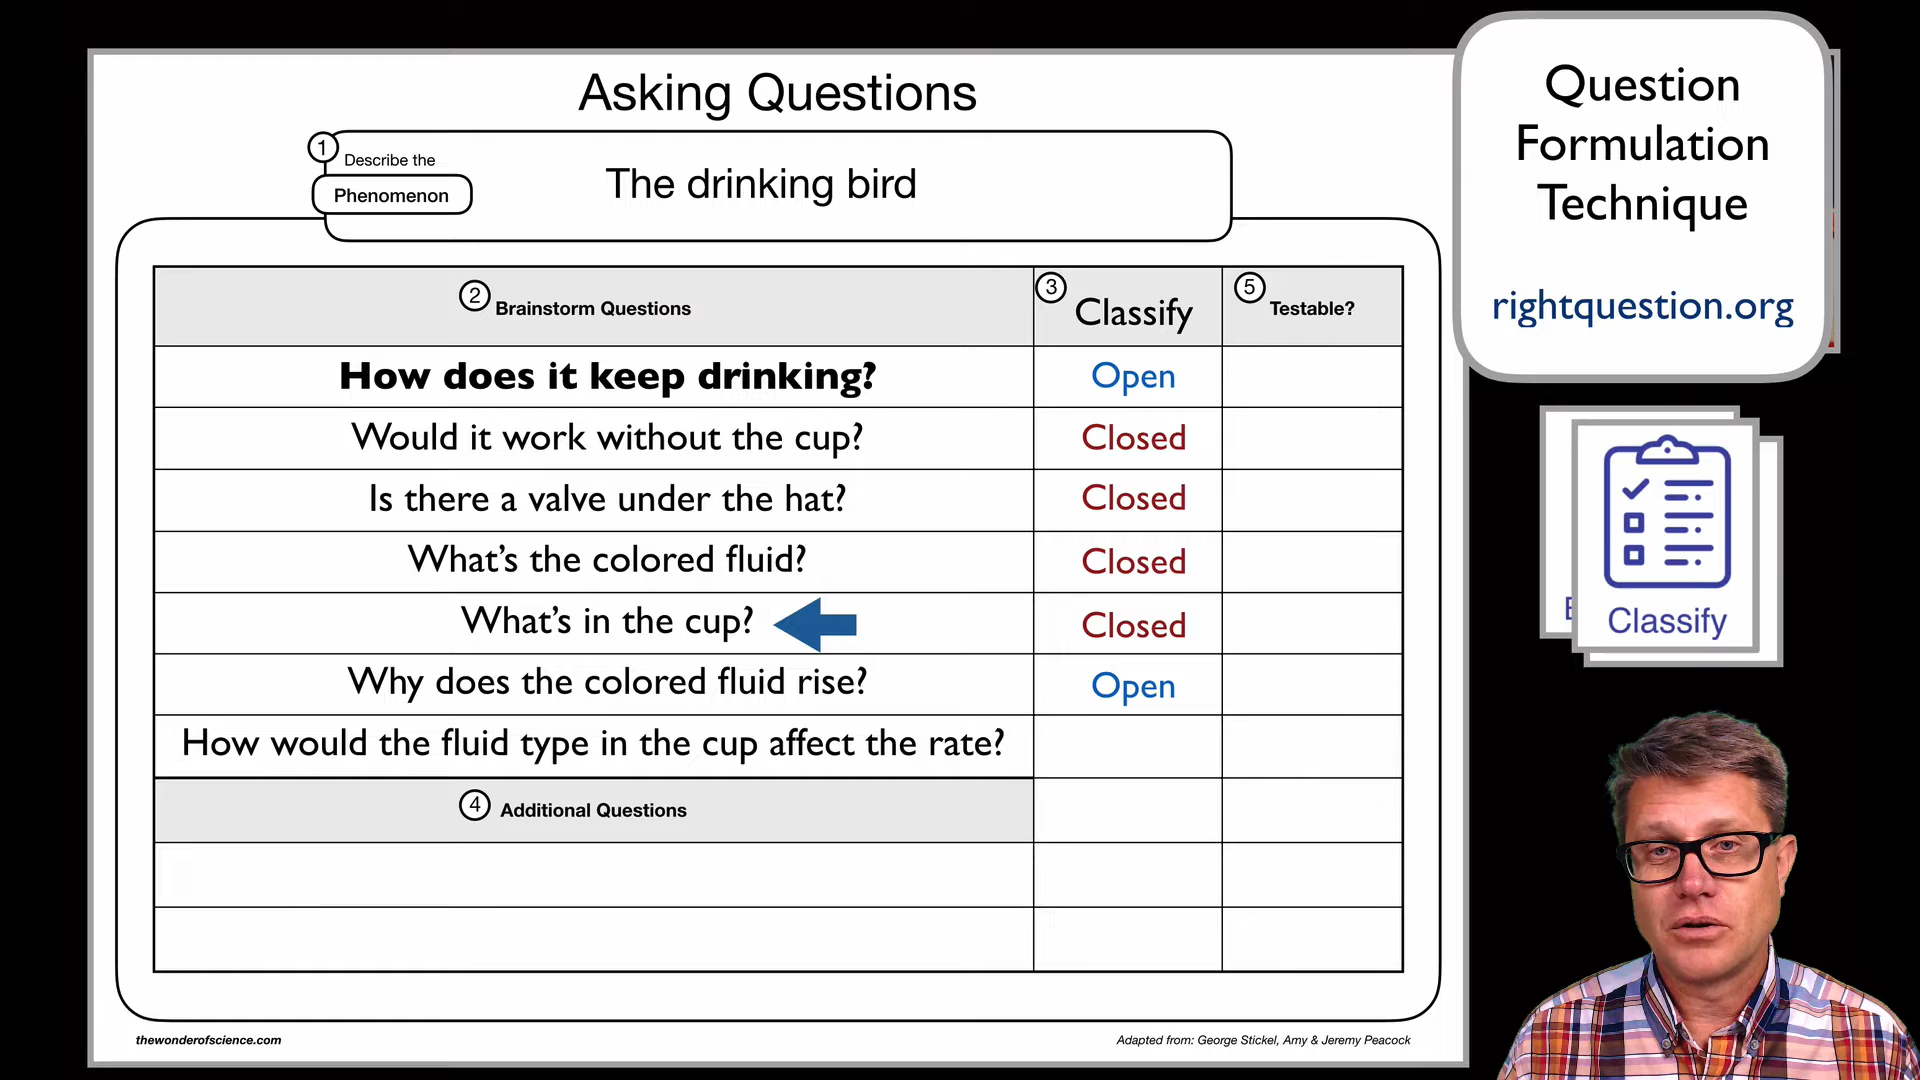 Asking Questions
1 Describe the
Phenomenon
The drinking bird
2 Brainstorm Questions
3 Classify
5 Testable?
How does it keep drinking?
Open
Would it work without the cup?
Closed
Is there a valve under the hat?
Closed
What's the colored fluid?
Closed
What's in the cup?
Closed
Why does the colored fluid rise?
Open
How would the fluid type in the cup affect the rate?
4 Additional Questions
thewonderofscience.com
Adapted from: George Stickel, Amy & Jeremy Peacock
Question
Formulation
Technique
rightquestion.org
Classify